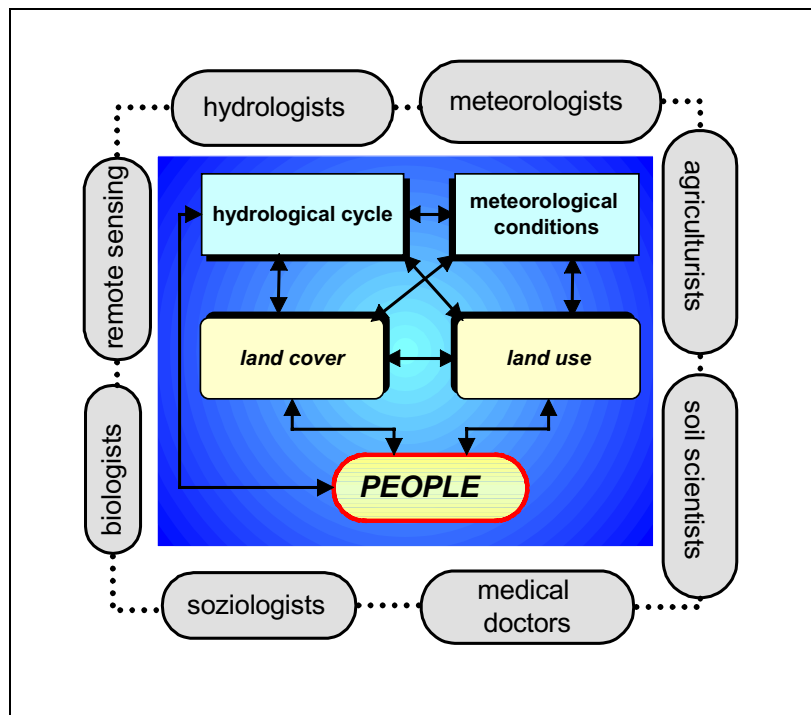 hydrologists
meteorologists
remote sensing
agriculturists
hydrological cycle
meteorological
conditions
land cover
land use
biologists
soil scientists
PEOPLE
soziologists
medical
doctors